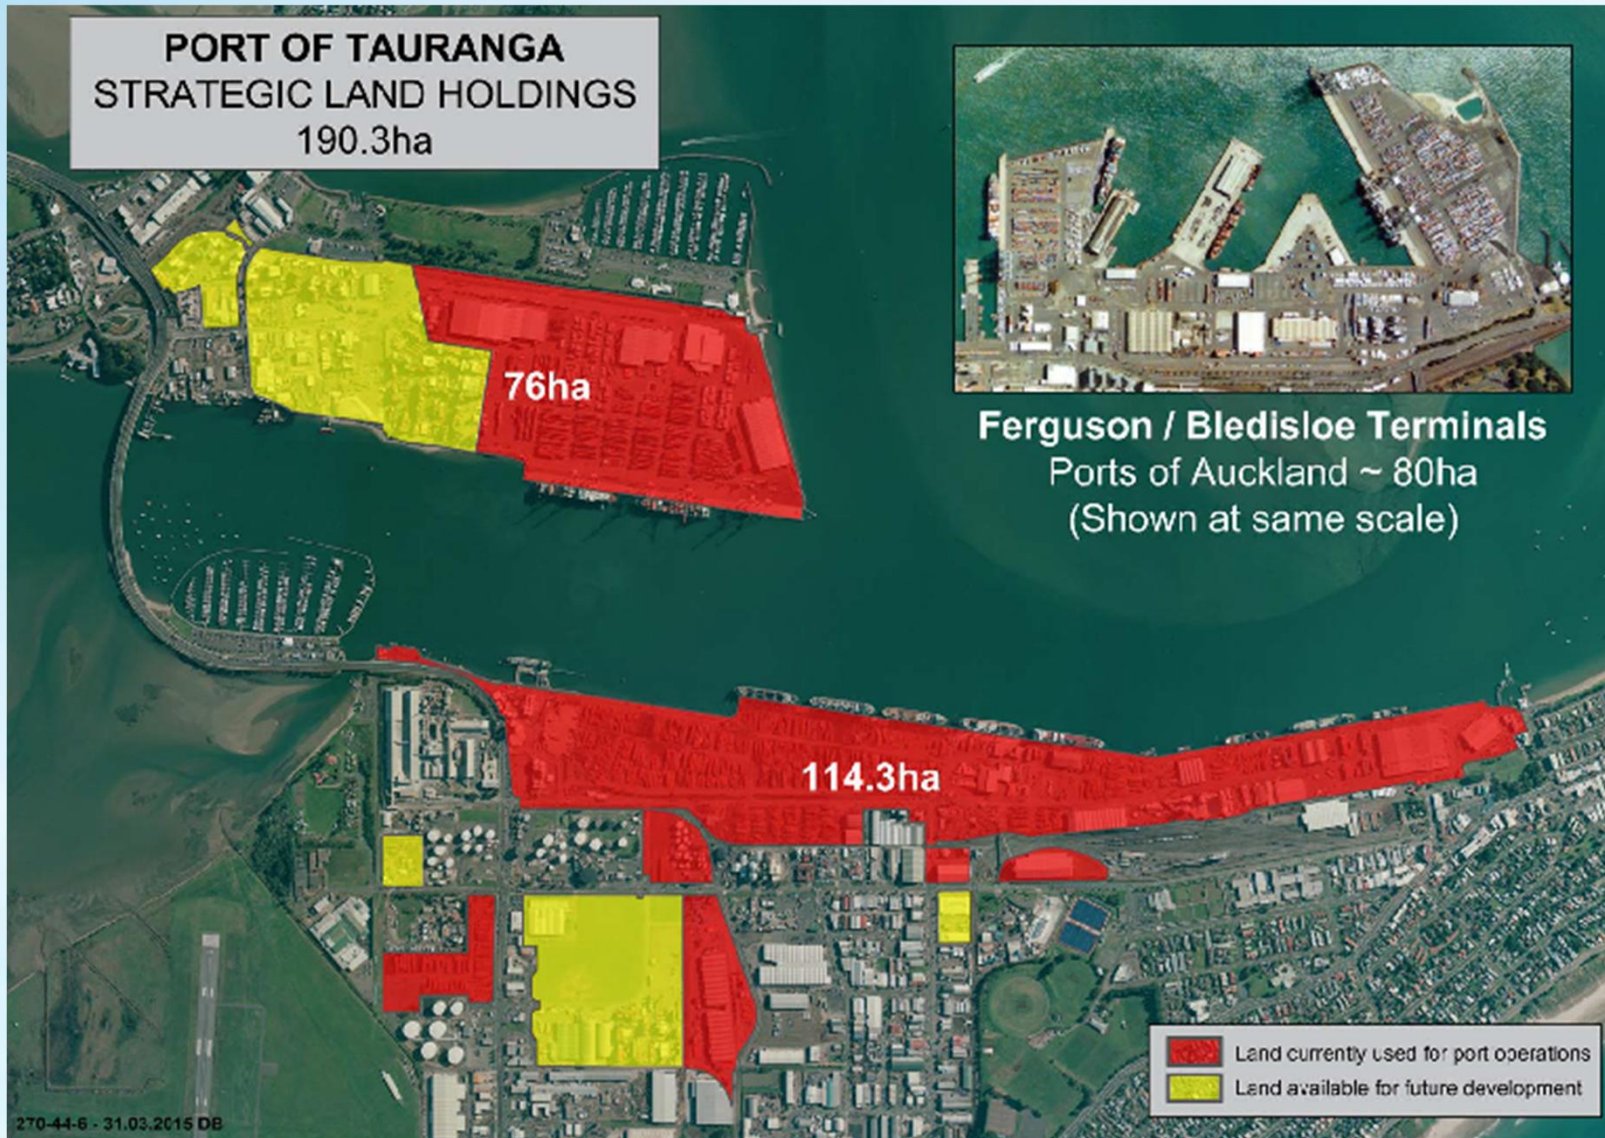 PORT OF TAURANGA
STRATEGIC LAND HOLDINGS
190.3ha
76ha
Ferguson / Bledisloe Terminals
Ports of Auckland ~ 80ha
(Shown at same scale)
114.3ha
Land currently used for port operations
Land available for future development
270-44-6 - 31.03.2015 DB